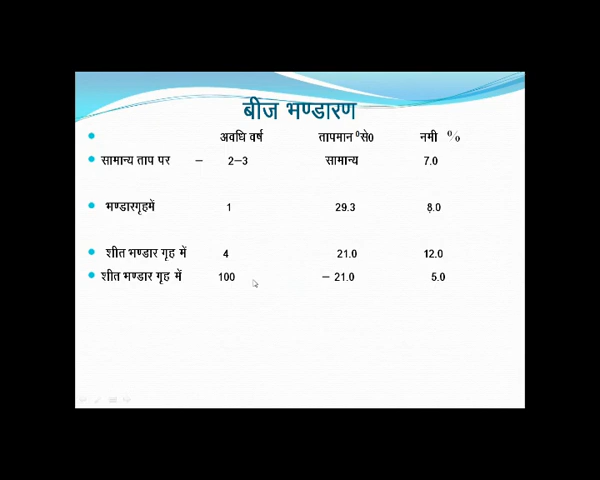 बीज भण्डारण
अवधि वर्ष तापमान ⁰से0 नमी %
सामान्य ताप पर – 2–3 सामान्य 7.0
भण्डारगृहमें 1 29.3 8.0
शीत भण्डार गृह में 4 21.0 12.0
शीत भण्डार गृह में 100 – 21.0 5.0